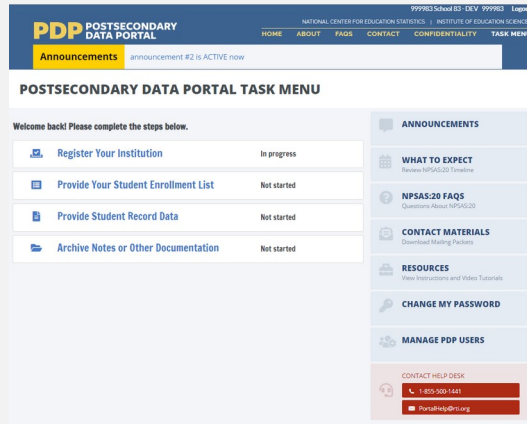 999983 School 83 - DEV 999983 Logou
PDP POSTSECONDARY DATA PORTAL
NATIONAL CENTER FOR EDUCATION STATISTICS | INSTITUTE OF EDUCATION SCIENCE
HOME ABOUT FAQS CONTACT CONFIDENTIALITY TASK MENU
Announcements announcement #2 is ACTIVE now
POSTSECONDARY DATA PORTAL TASK MENU
Welcome back! Please complete the steps below.
Register Your Institution In progress
Provide Your Student Enrollment List Not started
Provide Student Record Data Not started
Archive Notes or Other Documentation Not started
ANNOUNCEMENTS
WHAT TO EXPECT
Review NPSAS:20 Timeline
NPSAS:20 FAQS
Questions About NPSAS:20
CONTACT MATERIALS
Download Mailing Packets
RESOURCES
View Instructions and Video Tutorials
CHANGE MY PASSWORD
MANAGE PDP USERS
CONTACT HELP DESK
1-855-500-1441
PortalHelp@rti.org